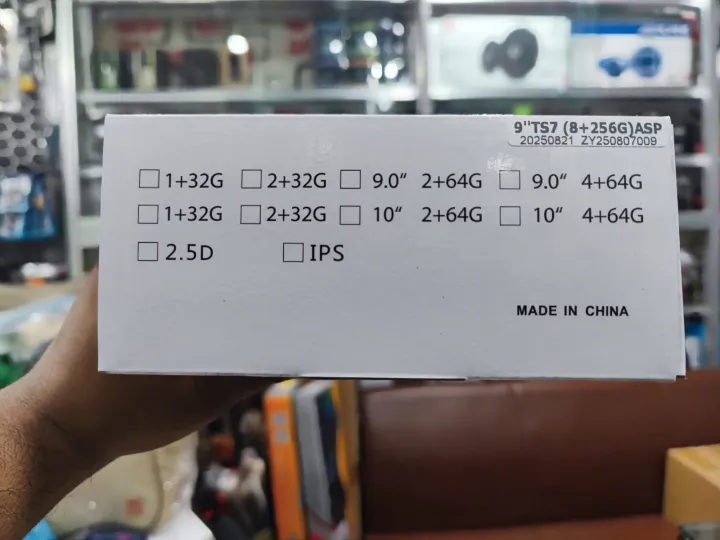 9"TS7 (8+256G)ASP
20250821 ZY250807009
1+32G 2+32G 9.0“ 2+64G 9.0“ 4+64G
1+32G 2+32G 10“ 2+64G 10“ 4+64G
2.5D IPS
MADE IN CHINA